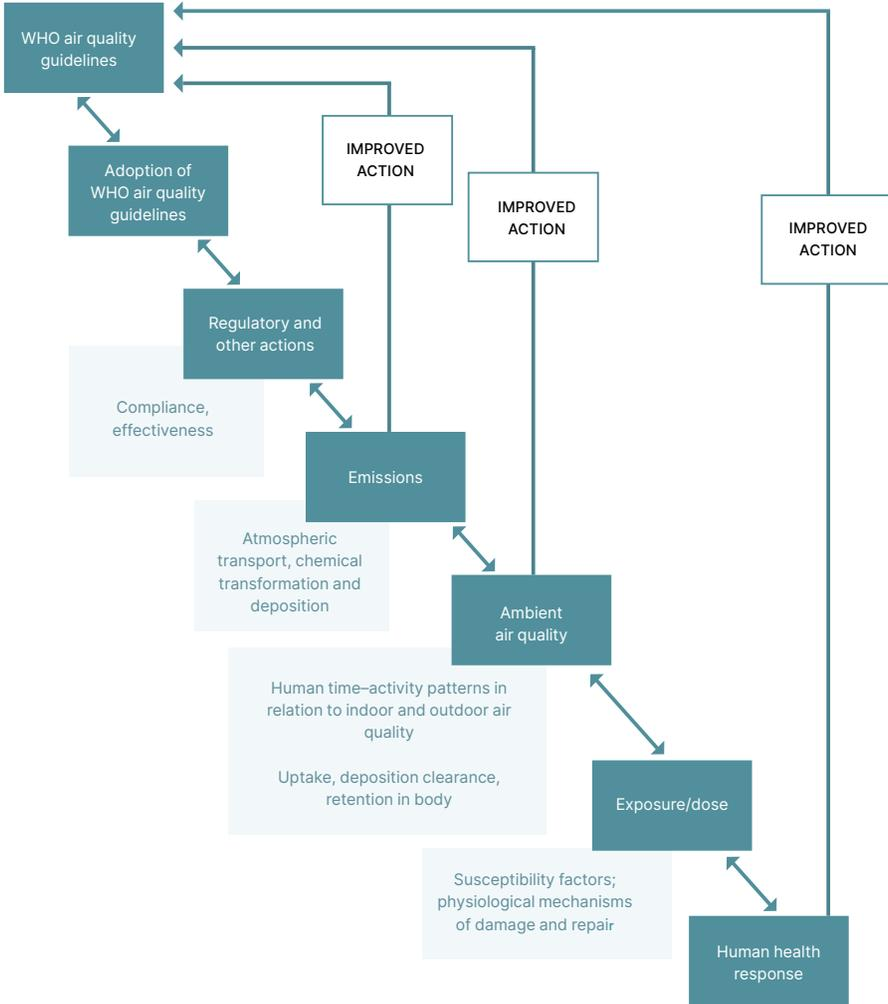 WHO air quality
guidelines
Adoption of
WHO air quality
guidelines
IMPROVED
ACTION
IMPROVED
ACTION
IMPROVED
ACTION
Regulatory and
other actions
Compliance,
effectiveness
Emissions
Atmospheric
transport, chemical
transformation and
deposition
Ambient
air quality
Human time–activity patterns in
relation to indoor and outdoor air
quality
Uptake, deposition clearance,
retention in body
Exposure/dose
Susceptibility factors;
physiological mechanisms
of damage and repair
Human health
response